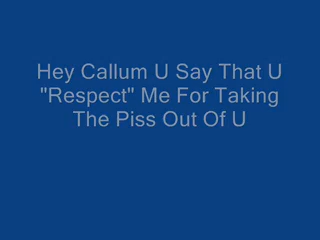 Hey Callum U Say That U
"Respect" Me For Taking
The Piss Out Of U